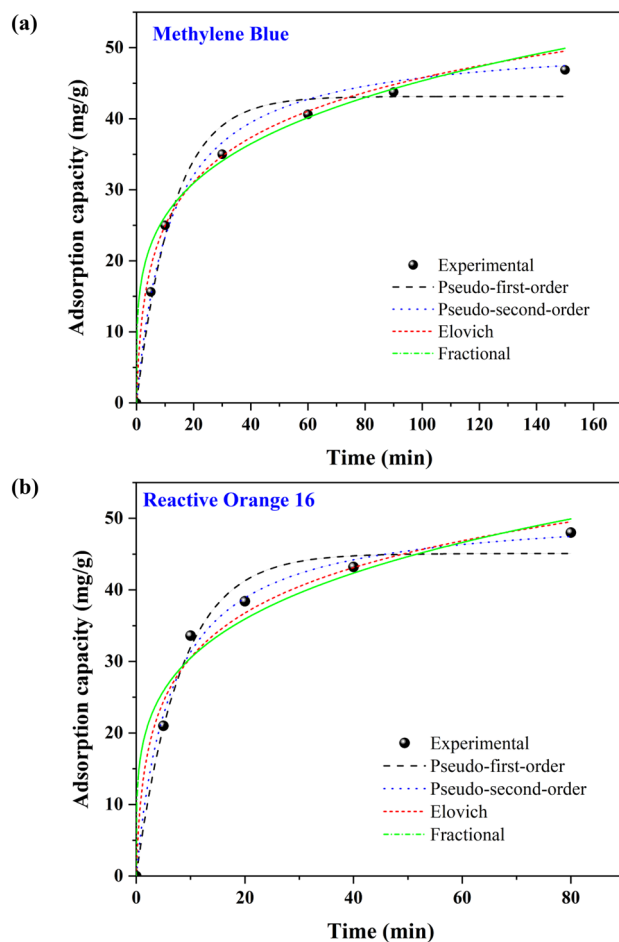 (a)
Methylene Blue
Adsorption capacity (mg/g)
50
40
30
20
10
0
Experimental
Pseudo-first-order
Pseudo-second-order
Elovich
Fractional
0 20 40 60 80 100 120 140 160
Time (min)
(b)
Reactive Orange 16
Adsorption capacity (mg/g)
50
40
30
20
10
0
Experimental
Pseudo-first-order
Pseudo-second-order
Elovich
Fractional
0 20 40 60 80
Time (min)